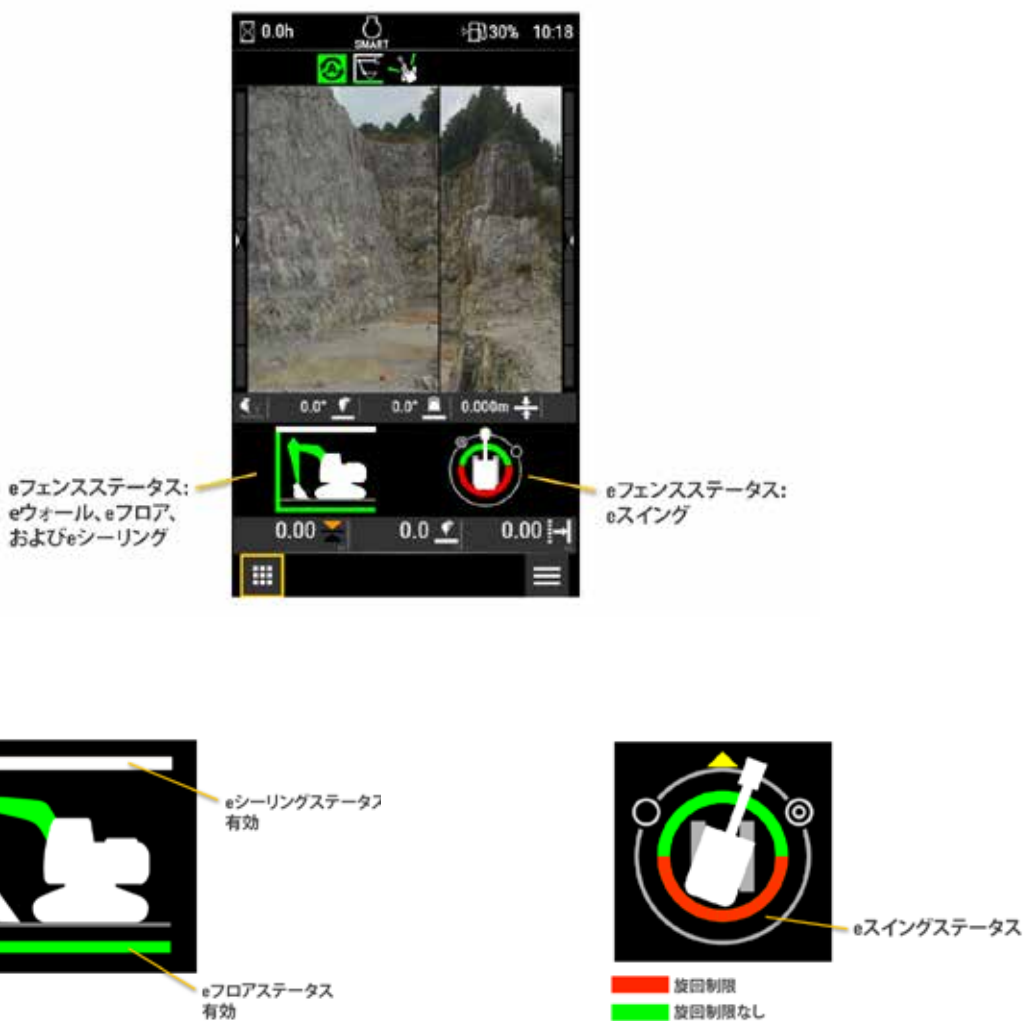 0.0h
SMART
30%
10:18
0.0°
0.0°
0.000m
eフェンスステータス:
eウォール、eフロア、
およびeシーリング
eフェンスステータス:
eスイング
0.00
0.0
0.00
eシーリングステータス
有効
eフロアステータス
有効
eスイングステータス
旋回制限
旋回制限なし